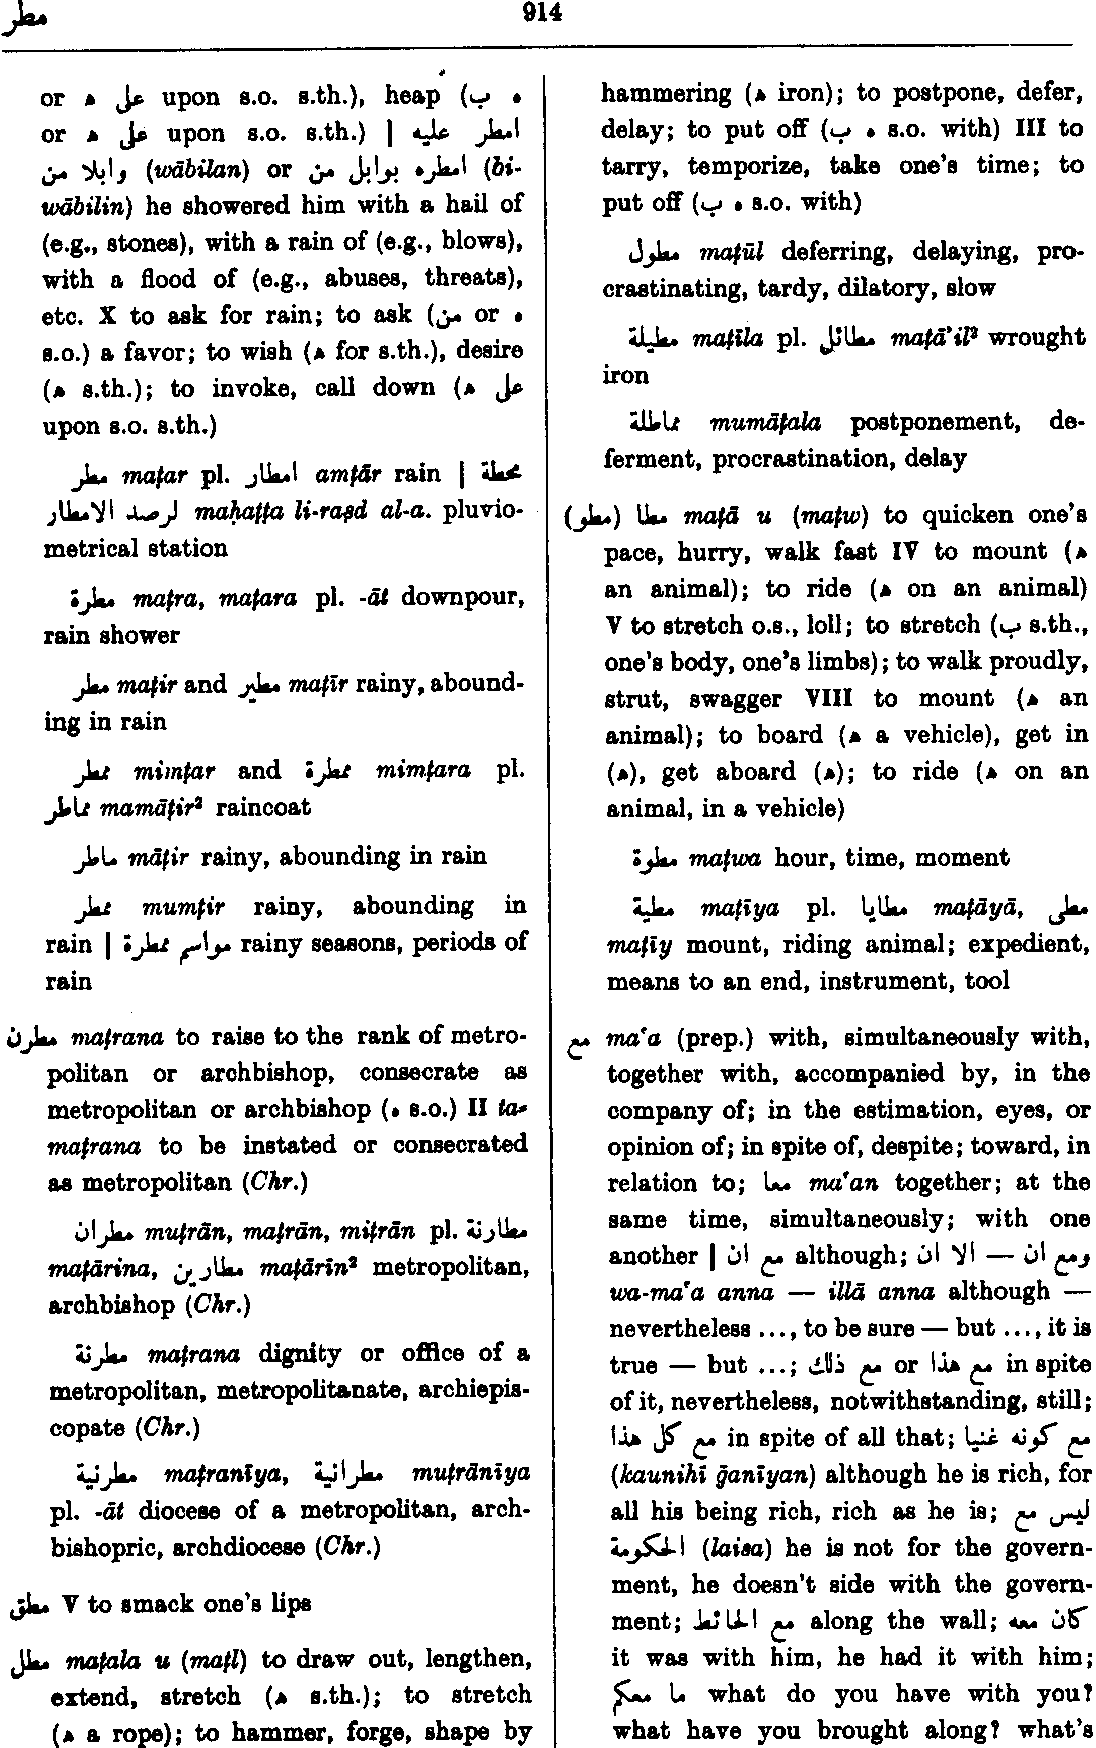 مطر
914
or ه على upon s.o. s.th.), heap (ه ب
or ه على upon s.o. s.th.) | امطر عليه
وابلا من (wābilan) or امطره بوابل من (bi-
wābilin) he showered him with a hail of
(e.g., stones), with a rain of (e.g., blows),
with a flood of (e.g., abuses, threats),
etc. X to ask for rain; to ask (من or ه
s.o.) a favor; to wish (ه for s.th.), desire
(ه s.th.); to invoke, call down (ه على
upon s.o. s.th.)
مطر maṭar pl. امطار amṭār rain | محطة
لرصد الامطار maḥaṭṭa li-raṣd al-a. pluvio-
metrical station
مطرة maṭra, maṭara pl. -āt downpour,
rain shower
مطر maṭir and مطير maṭīr rainy, abound-
ing in rain
ممطر mimṭar and ممطرة mimṭara pl.
مماطر mamāṭir² raincoat
ماطر māṭir rainy, abounding in rain
ممطر mumṭir rainy, abounding in
rain | مواسم ممطرة rainy seasons, periods of
rain
مطرن maṭrana to raise to the rank of metro-
politan or archbishop, consecrate as
metropolitan or archbishop (ه s.o.) II ta-
maṭrana to be instated or consecrated
as metropolitan (Chr.)
مطران muṭrān, maṭrān, miṭrān pl. مطارنة
maṭārina, مطارين maṭārīn² metropolitan,
archbishop (Chr.)
مطرنة maṭrana dignity or office of a
metropolitan, metropolitanate, archiepis-
copate (Chr.)
مطرنية maṭranīya, مطرانية muṭrānīya
pl. -āt diocese of a metropolitan, arch-
bishopric, archdiocese (Chr.)
مطق V to smack one's lips
مطل maṭala u (maṭl) to draw out, lengthen,
extend, stretch (ه s.th.); to stretch
(ه a rope); to hammer, forge, shape by
hammering (ه iron); to postpone, defer,
delay; to put off (ه ب s.o. with) III to
tarry, temporize, take one's time; to
put off (ه ب s.o. with)
مطول maṭūl deferring, delaying, pro-
crastinating, tardy, dilatory, slow
مطيلة maṭīla pl. مطائل maṭā'il² wrought
iron
مماطلة mumāṭala postponement, de-
ferment, procrastination, delay
(مطو) مطا maṭā u (maṭw) to quicken one's
pace, hurry, walk fast IV to mount (ه
an animal); to ride (ه on an animal)
V to stretch o.s., loll; to stretch (ب s.th.,
one's body, one's limbs); to walk proudly,
strut, swagger VIII to mount (ه an
animal); to board (ه a vehicle), get in
(ه), get aboard (ه); to ride (ه on an
animal, in a vehicle)
مطوة maṭwa hour, time, moment
مطية maṭīya pl. مطايا maṭāyā, مطى
maṭīy mount, riding animal; expedient,
means to an end, instrument, tool
مع ma‘a (prep.) with, simultaneously with,
together with, accompanied by, in the
company of; in the estimation, eyes, or
opinion of; in spite of, despite; toward, in
relation to; معا ma‘an together; at the
same time, simultaneously; with one
another | مع ان although; ومع ان — الا ان
wa-ma‘a anna — illā anna although —
nevertheless ..., to be sure — but ..., it is
true — but ...; مع ذلك or مع هذا in spite
of it, nevertheless, notwithstanding, still;
مع كل هذا in spite of all that; مع كونه غنيا
(kaunihī ḡanīyan) although he is rich, for
all his being rich, rich as he is; ليس مع
الحكومة (laisa) he is not for the govern-
ment, he doesn't side with the govern-
ment; مع الحائط along the wall; كان معه
it was with him, he had it with him;
ما معكم what do you have with you?
what have you brought along? what's